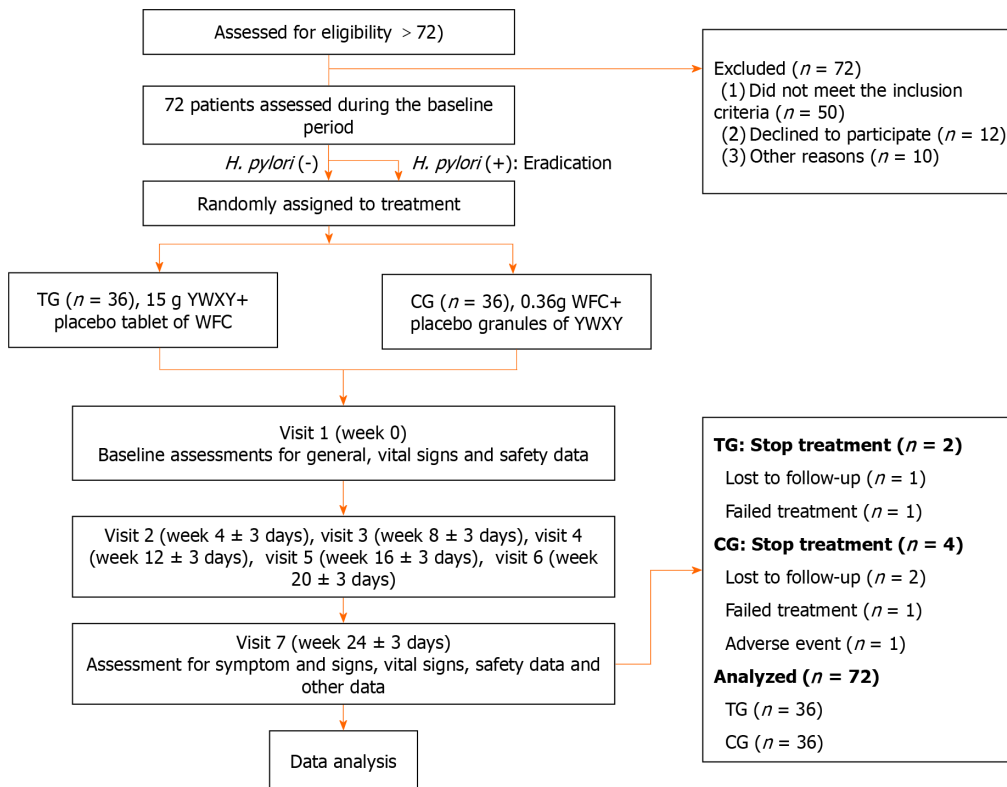 Assessed for eligibility > 72)
Excluded (n = 72)
(1) Did not meet the inclusion
criteria (n = 50)
(2) Declined to participate (n = 12)
(3) Other reasons (n = 10)
72 patients assessed during the baseline
period
H. pylori (-)
H. pylori (+): Eradication
Randomly assigned to treatment
TG (n = 36), 15 g YWXY+
placebo tablet of WFC
CG (n = 36), 0.36g WFC+
placebo granules of YWXY
Visit 1 (week 0)
Baseline assessments for general, vital signs and safety data
Visit 2 (week 4 ± 3 days), visit 3 (week 8 ± 3 days), visit 4
(week 12 ± 3 days), visit 5 (week 16 ± 3 days), visit 6 (week
20 ± 3 days)
Visit 7 (week 24 ± 3 days)
Assessment for symptom and signs, vital signs, safety data and
other data
TG: Stop treatment (n = 2)
Lost to follow-up (n = 1)
Failed treatment (n = 1)
CG: Stop treatment (n = 4)
Lost to follow-up (n = 2)
Failed treatment (n = 1)
Adverse event (n = 1)
Analyzed (n = 72)
TG (n = 36)
CG (n = 36)
Data analysis